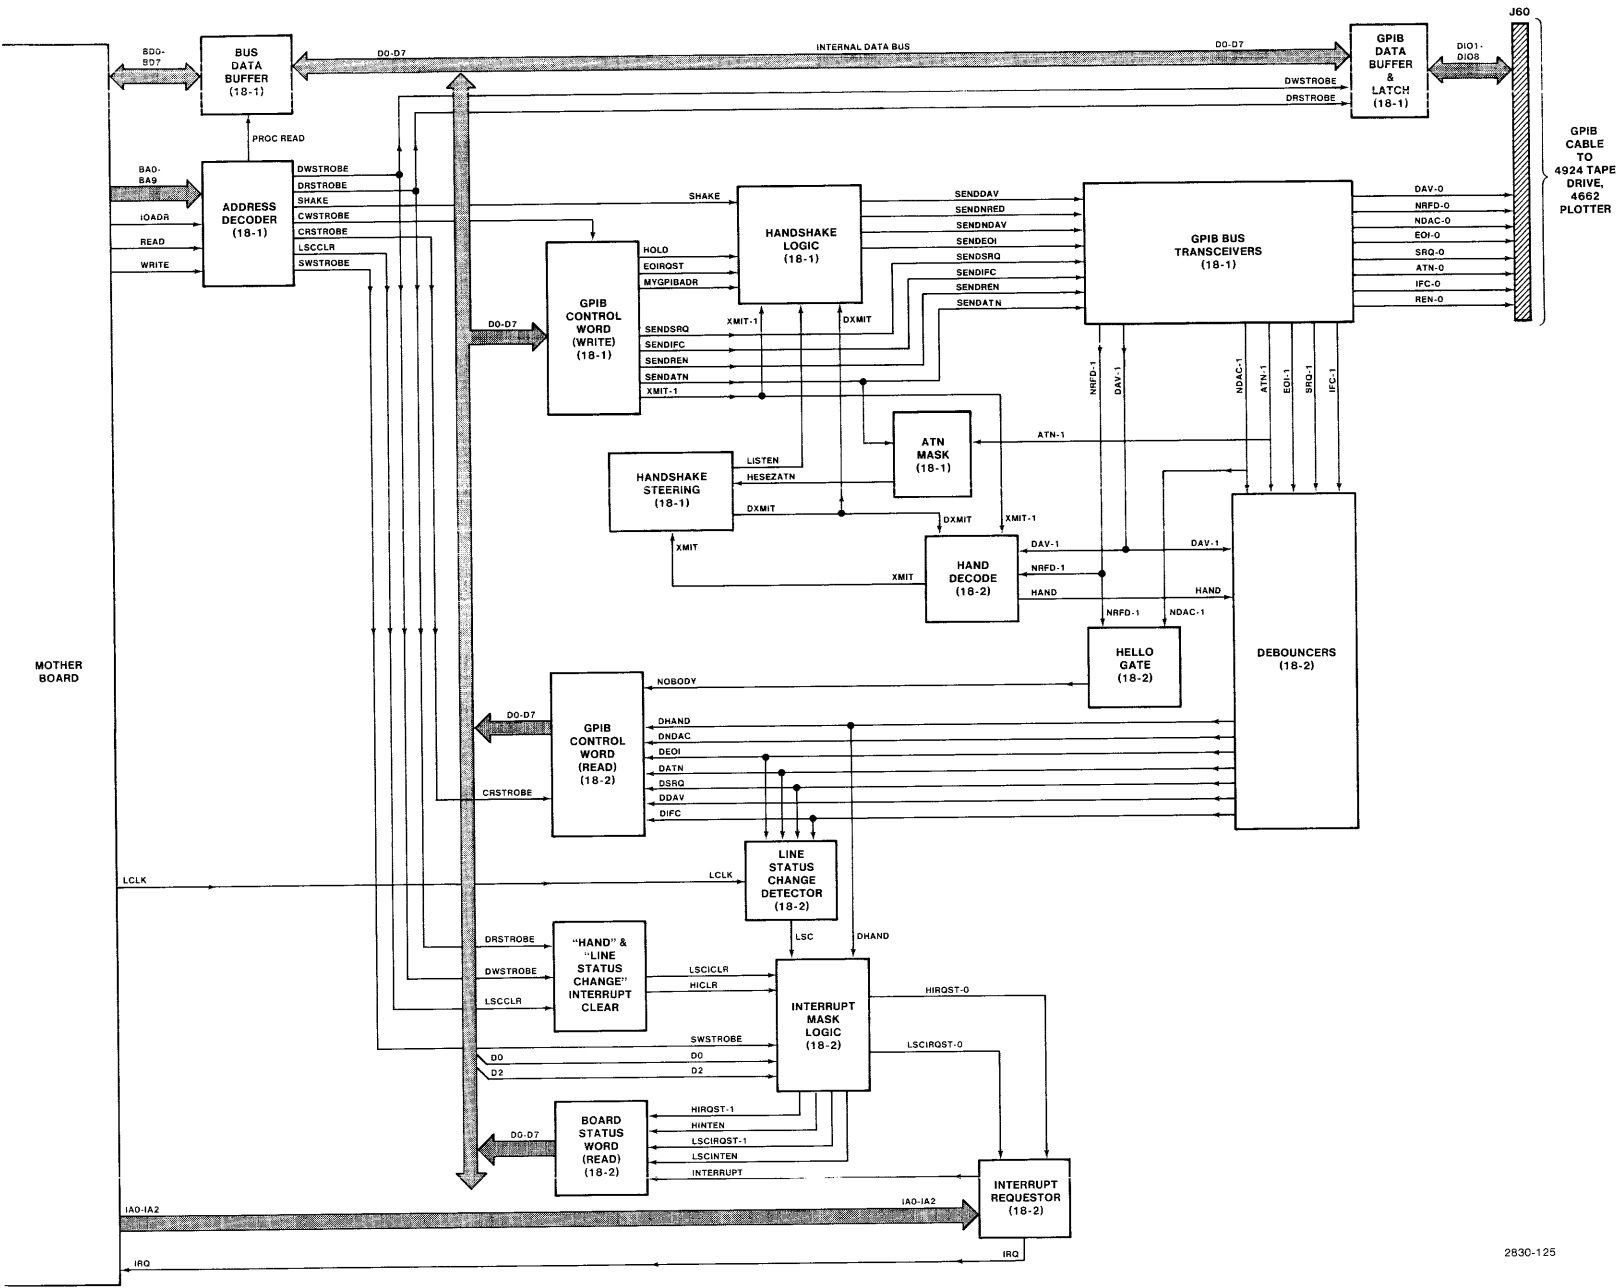 J60
BD0-
BD7
BUS
DATA
BUFFER
(18-1)
D0-D7
INTERNAL DATA BUS
D0-D7
GPIB
DATA
BUFFER
&
LATCH
(18-1)
DIO1-
DIO8
DWSTROBE
DRSTROBE
PROC READ
GPIB
CABLE
TO
4924 TAPE
DRIVE,
4662
PLOTTER
BA0-
BA9
IOADR
READ
WRITE
ADDRESS
DECODER
(18-1)
DWSTROBE
DRSTROBE
SHAKE
CWSTROBE
CRSTROBE
LSCCLR
SWSTROBE
SHAKE
HANDSHAKE
LOGIC
(18-1)
SENDDAV
SENDNRED
SENDNDAV
SENDEOI
SENDSRQ
SENDIFC
SENDREN
SENDATN
GPIB BUS
TRANSCEIVERS
(18-1)
DAV-0
NRFD-0
NDAC-0
EOI-0
SRQ-0
ATN-0
IFC-0
REN-0
D0-D7
GPIB
CONTROL
WORD
(WRITE)
(18-1)
HOLD
EOIRQST
MYGPIBADR
SENDSRQ
SENDIFC
SENDREN
SENDATN
XMIT-1
XMIT-1
DXMIT
NRFD-1
DAV-1
NDAC-1
ATN-1
EOI-1
SRQ-1
IFC-1
ATN
MASK
(18-1)
ATN-1
HANDSHAKE
STEERING
(18-1)
LISTEN
HESEZATN
DXMIT
XMIT
DXMIT
XMIT-1
HAND
DECODE
(18-2)
XMIT
DAV-1
DAV-1
NRFD-1
HAND
HAND
NRFD-1
NDAC-1
HELLO
GATE
(18-2)
DEBOUNCERS
(18-2)
MOTHER
BOARD
D0-D7
GPIB
CONTROL
WORD
(READ)
(18-2)
NOBODY
DHAND
DNDAC
DEOI
DATN
DSRQ
DDAV
DIFC
CRSTROBE
LCLK
LCLK
LINE
STATUS
CHANGE
DETECTOR
(18-2)
LSC
DHAND
DRSTROBE
DWSTROBE
LSCCLR
"HAND" &
"LINE
STATUS
CHANGE"
INTERRUPT
CLEAR
LSCICLR
HICLR
SWSTROBE
D0
D0
D2
D2
INTERRUPT
MASK
LOGIC
(18-2)
HIRQST-0
LSCIRQST-0
D0-D7
BOARD
STATUS
WORD
(READ)
(18-2)
HIRQST-1
HINTEN
LSCIRQST-1
LSCINTEN
INTERRUPT
INTERRUPT
REQUESTOR
(18-2)
IA0-IA2
IA0-IA2
IRQ
IRQ
2830-125